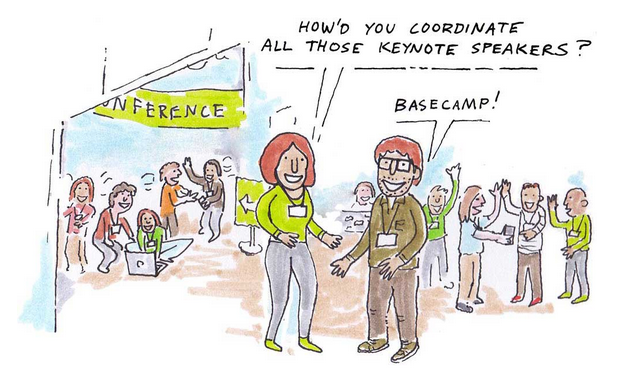 HOW'D YOU COORDINATE
ALL THOSE KEYNOTE SPEAKERS?
BASECAMP!
NFERENCE